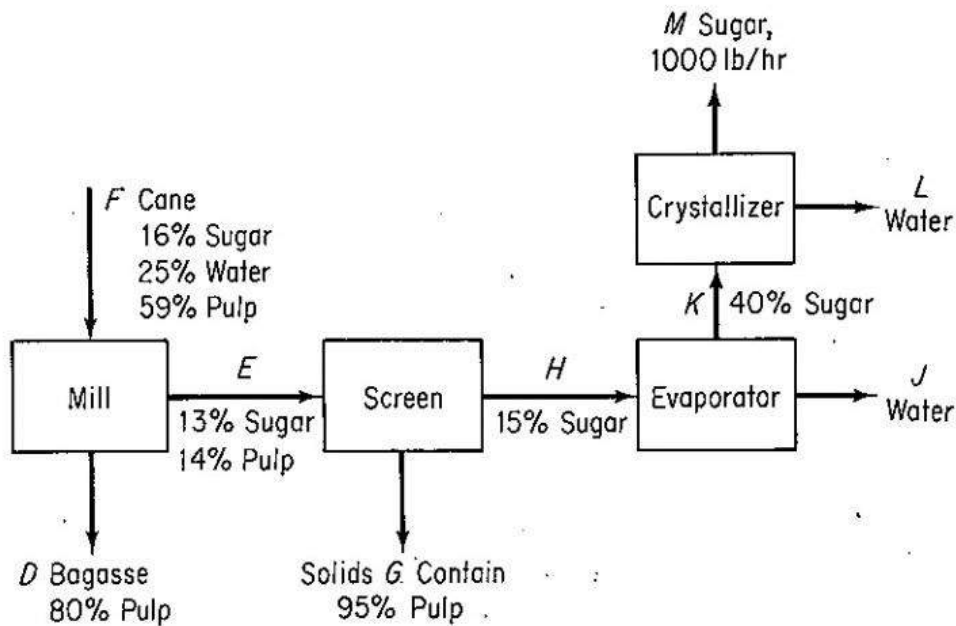 M Sugar,
1000 lb/hr
Crystallizer
L
Water
F Cane
16% Sugar
25% Water
59% Pulp
K 40% Sugar
Mill
E
13% Sugar
14% Pulp
Screen
H
15% Sugar
Evaporator
J
Water
D Bagasse
80% Pulp
Solids G Contain
95% Pulp